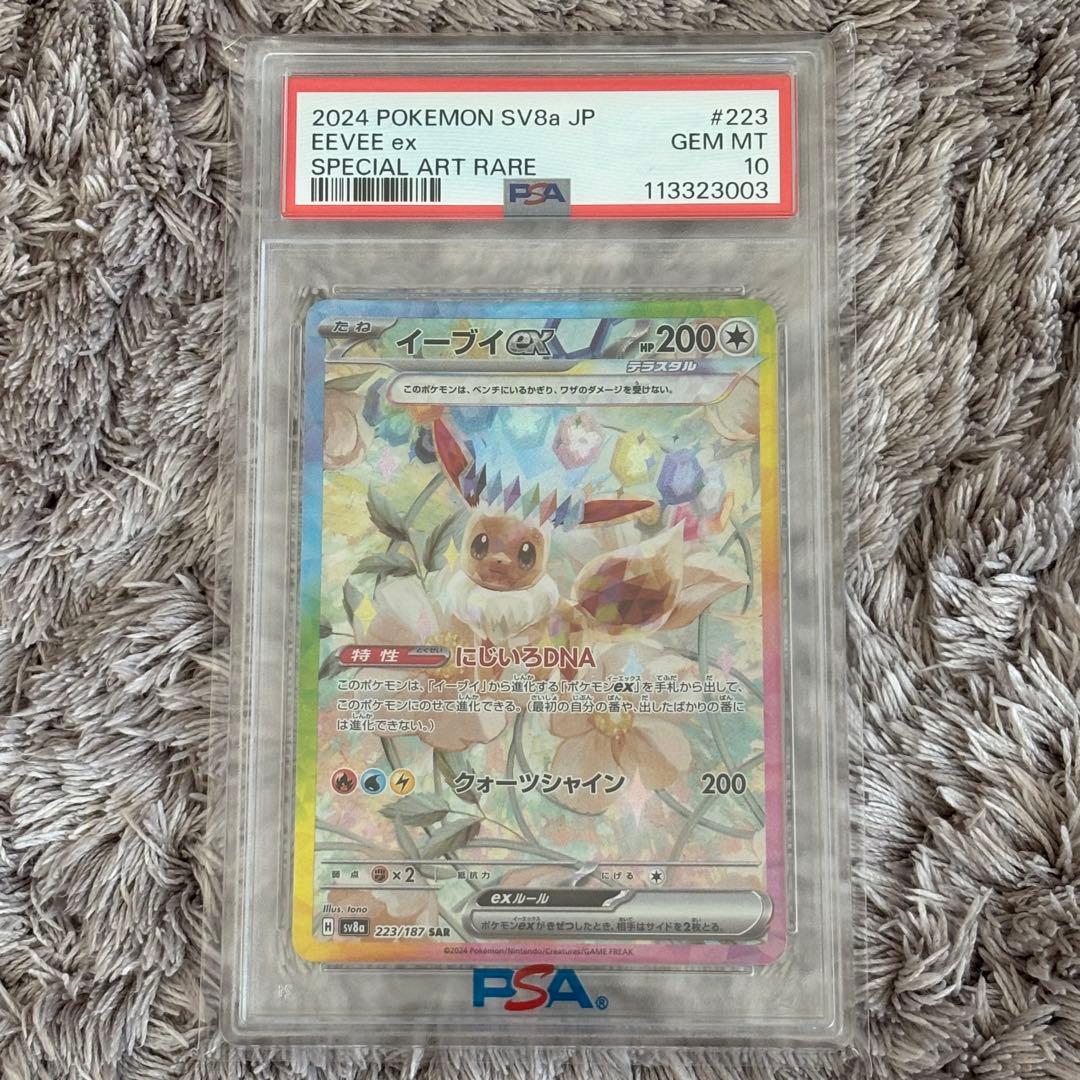 2024 POKEMON SV8a JP #223
EEVEE ex GEM MT
SPECIAL ART RARE 10
PSA 113323003
たね イーブイex HP 200
テラスタル
このポケモンは、ベンチにいるかぎり、ワザのダメージを受けない。
特性 とくせい にじいろDNA
このポケモンは、「イーブイ」から進化する「ポケモンex」を手札から出して、
このポケモンにのせて進化できる。（最初の自分の番や、出したばかりの番に
は進化できない。）
クォーツシャイン 200
弱点 ×2 抵抗力 にげる
exルール
ポケモンexがきぜつしたとき、相手はサイドを2枚とる。
Illus. Iono
H sv8a 223/187 SAR
©2024 Pokémon/Nintendo/Creatures/GAME FREAK
PSA®